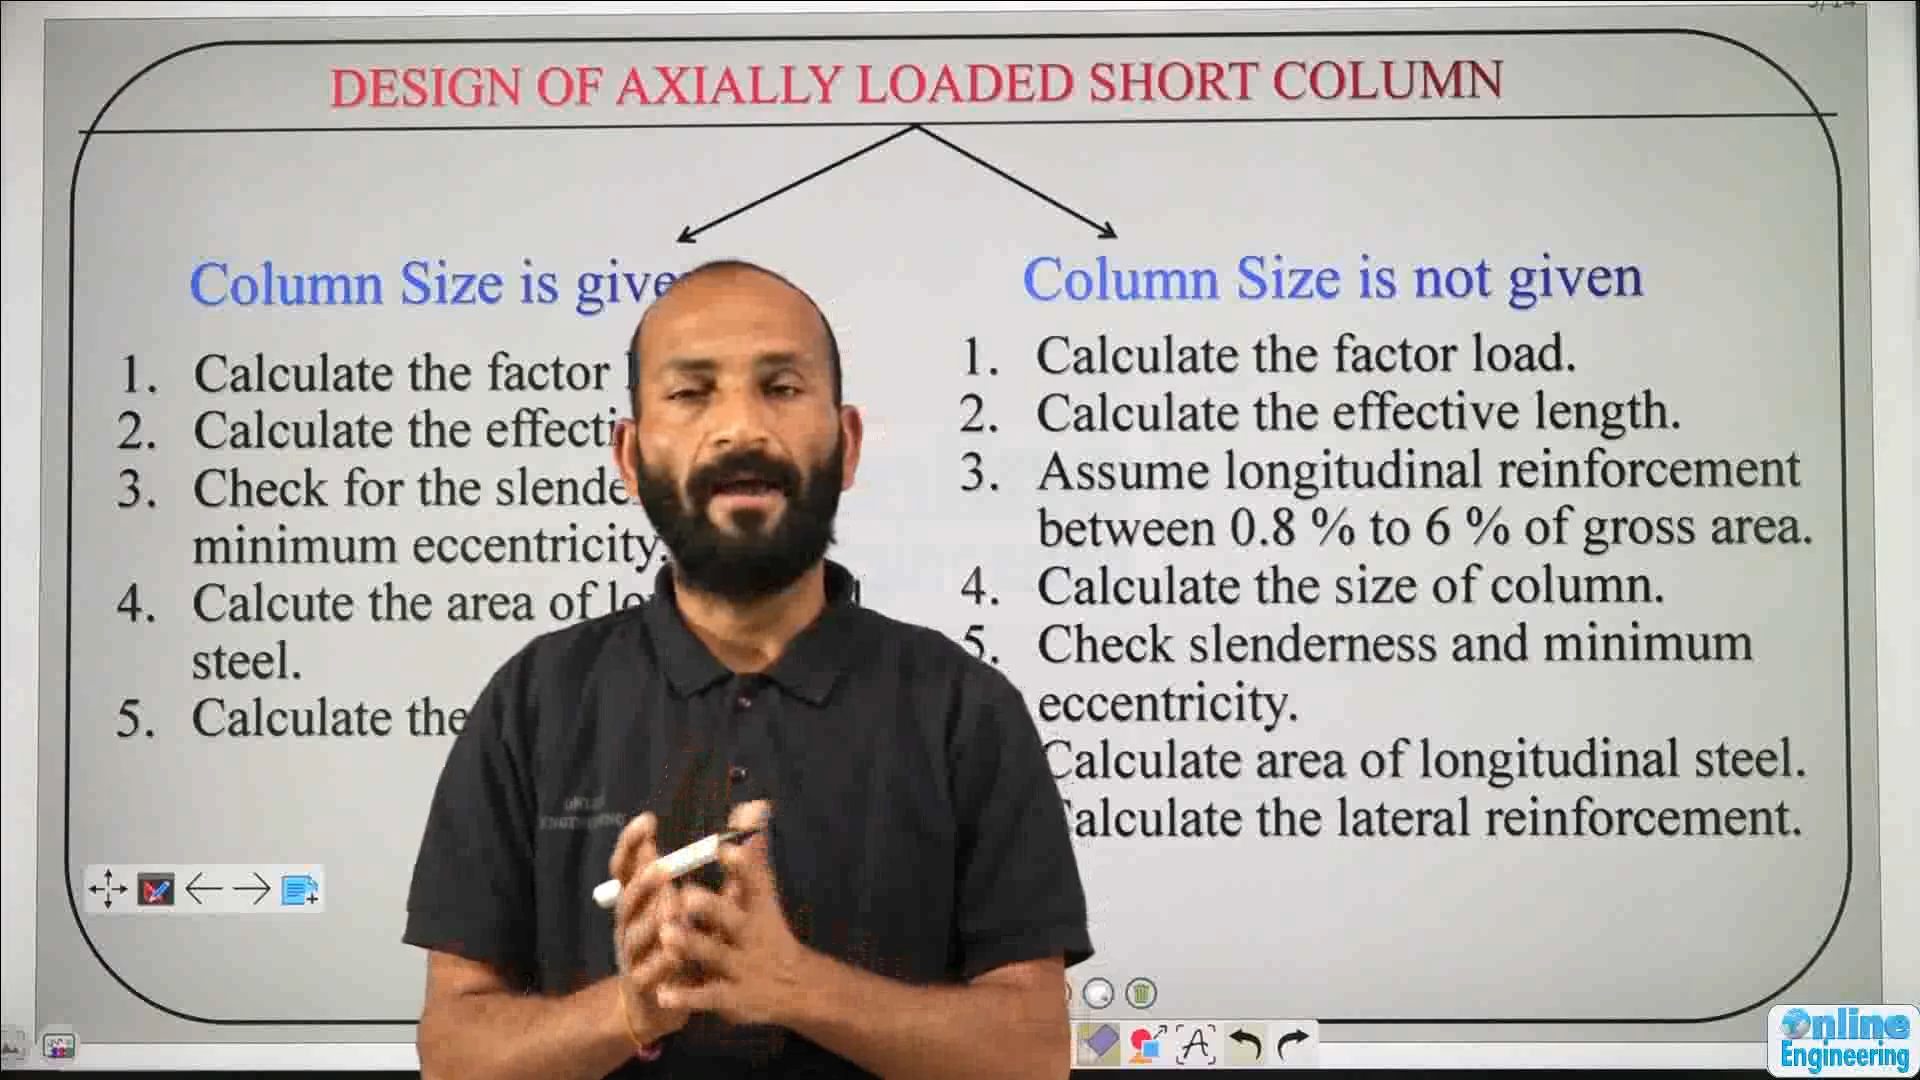 DESIGN OF AXIALLY LOADED SHORT COLUMN
Column Size is give
1. Calculate the factor
2. Calculate the effecti
3. Check for the slende
minimum eccentricity.
4. Calcute the area of lo
steel.
5. Calculate the
Column Size is not given
1. Calculate the factor load.
2. Calculate the effective length.
3. Assume longitudinal reinforcement
between 0.8 % to 6 % of gross area.
4. Calculate the size of column.
5. Check slenderness and minimum
eccentricity.
Calculate area of longitudinal steel.
alculate the lateral reinforcement.
Online
Engineering